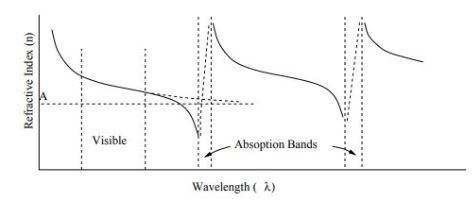 Refractive Index (n)
A
Visible
Absoption Bands
Wavelength ( λ)